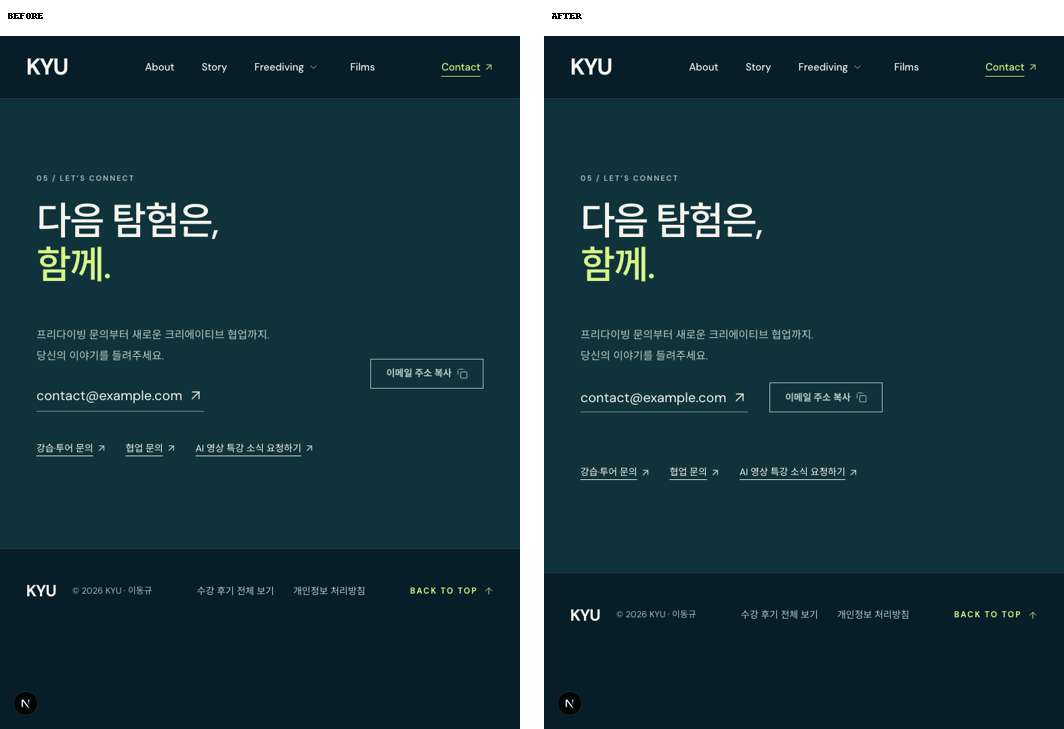 BEFORE
KYU
About
Story
Freediving
Films
Contact
05 / LET'S CONNECT
다음 탐험은,
함께.
프리다이빙 문의부터 새로운 크리에이티브 협업까지.
당신의 이야기를 들려주세요.
이메일 주소 복사
contact@example.com
강습·투어 문의
협업 문의
AI 영상 특강 소식 요청하기
KYU
© 2026 KYU · 이동규
수강 후기 전체 보기
개인정보 처리방침
BACK TO TOP
N
AFTER
KYU
About
Story
Freediving
Films
Contact
05 / LET'S CONNECT
다음 탐험은,
함께.
프리다이빙 문의부터 새로운 크리에이티브 협업까지.
당신의 이야기를 들려주세요.
contact@example.com
이메일 주소 복사
강습·투어 문의
협업 문의
AI 영상 특강 소식 요청하기
KYU
© 2026 KYU · 이동규
수강 후기 전체 보기
개인정보 처리방침
BACK TO TOP
N